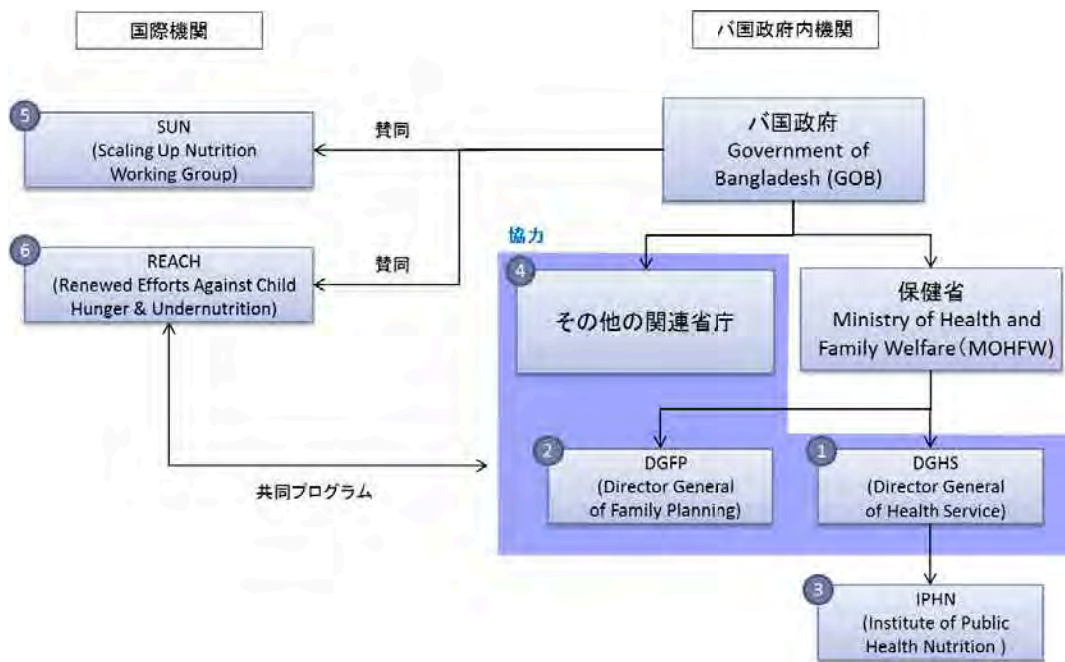 国際機関
バ国政府内機関
5
SUN
(Scaling Up Nutrition
Working Group)
賛同
バ国政府
Government of
Bangladesh (GOB)
6
REACH
(Renewed Efforts Against Child
Hunger & Undernutrition)
賛同
協力
4
その他の関連省庁
保健省
Ministry of Health and
Family Welfare（MOHFW)
共同プログラム
2
DGFP
(Director General
of Family Planning)
1
DGHS
(Director General
of Health Service)
3
IPHN
(Institute of Public
Health Nutrition )